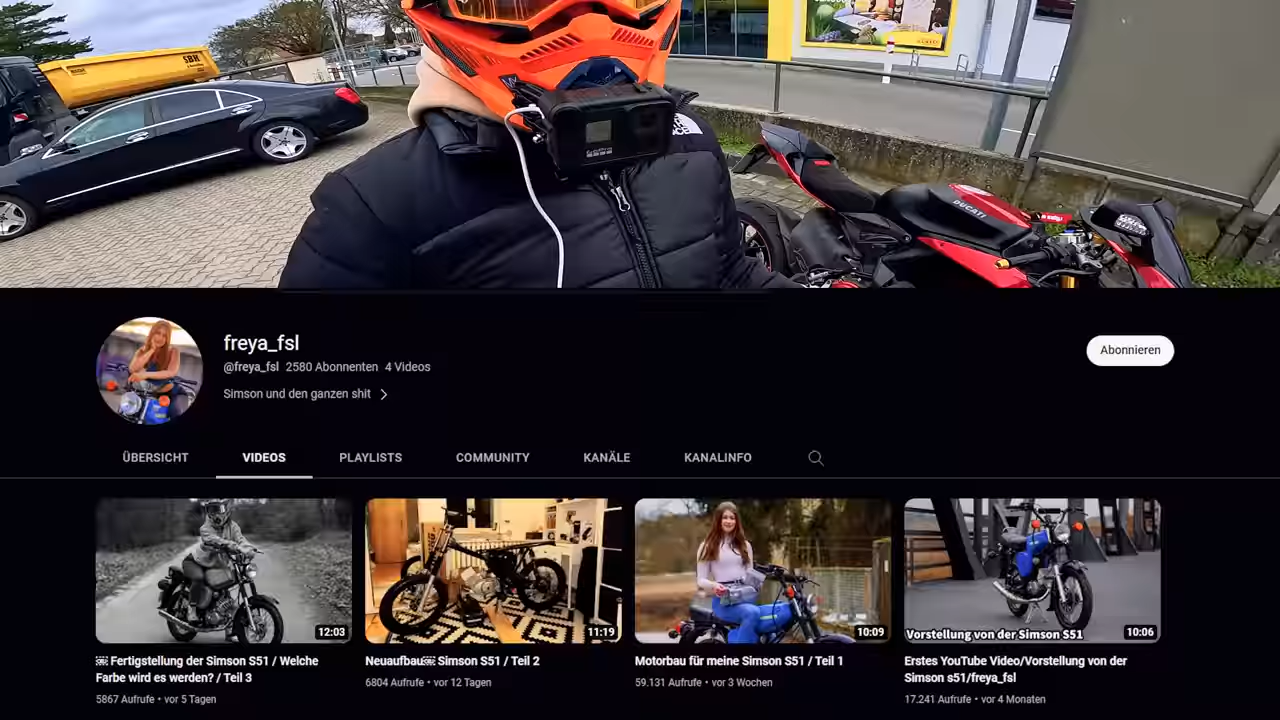 SBH
GoPro
DUCATI
freya_fsl
@freya_fsl 2580 Abonnenten 4 Videos
Simson und den ganzen shit
Abonnieren
ÜBERSICHT VIDEOS PLAYLISTS COMMUNITY KANÄLE KANALINFO
12:03
11:19
10:09
Vorstellung von der Simson S51 10:06
￼ Fertigstellung der Simson S51 / Welche
Farbe wird es werden? / Teil 3
5867 Aufrufe • vor 5 Tagen
Neuaufbau￼ Simson S51 / Teil 2
6804 Aufrufe • vor 12 Tagen
Motorbau für meine Simson S51 / Teil 1
59.131 Aufrufe • vor 3 Wochen
Erstes YouTube Video/Vorstellung von der
Simson s51/freya_fsl
17.241 Aufrufe • vor 4 Monaten